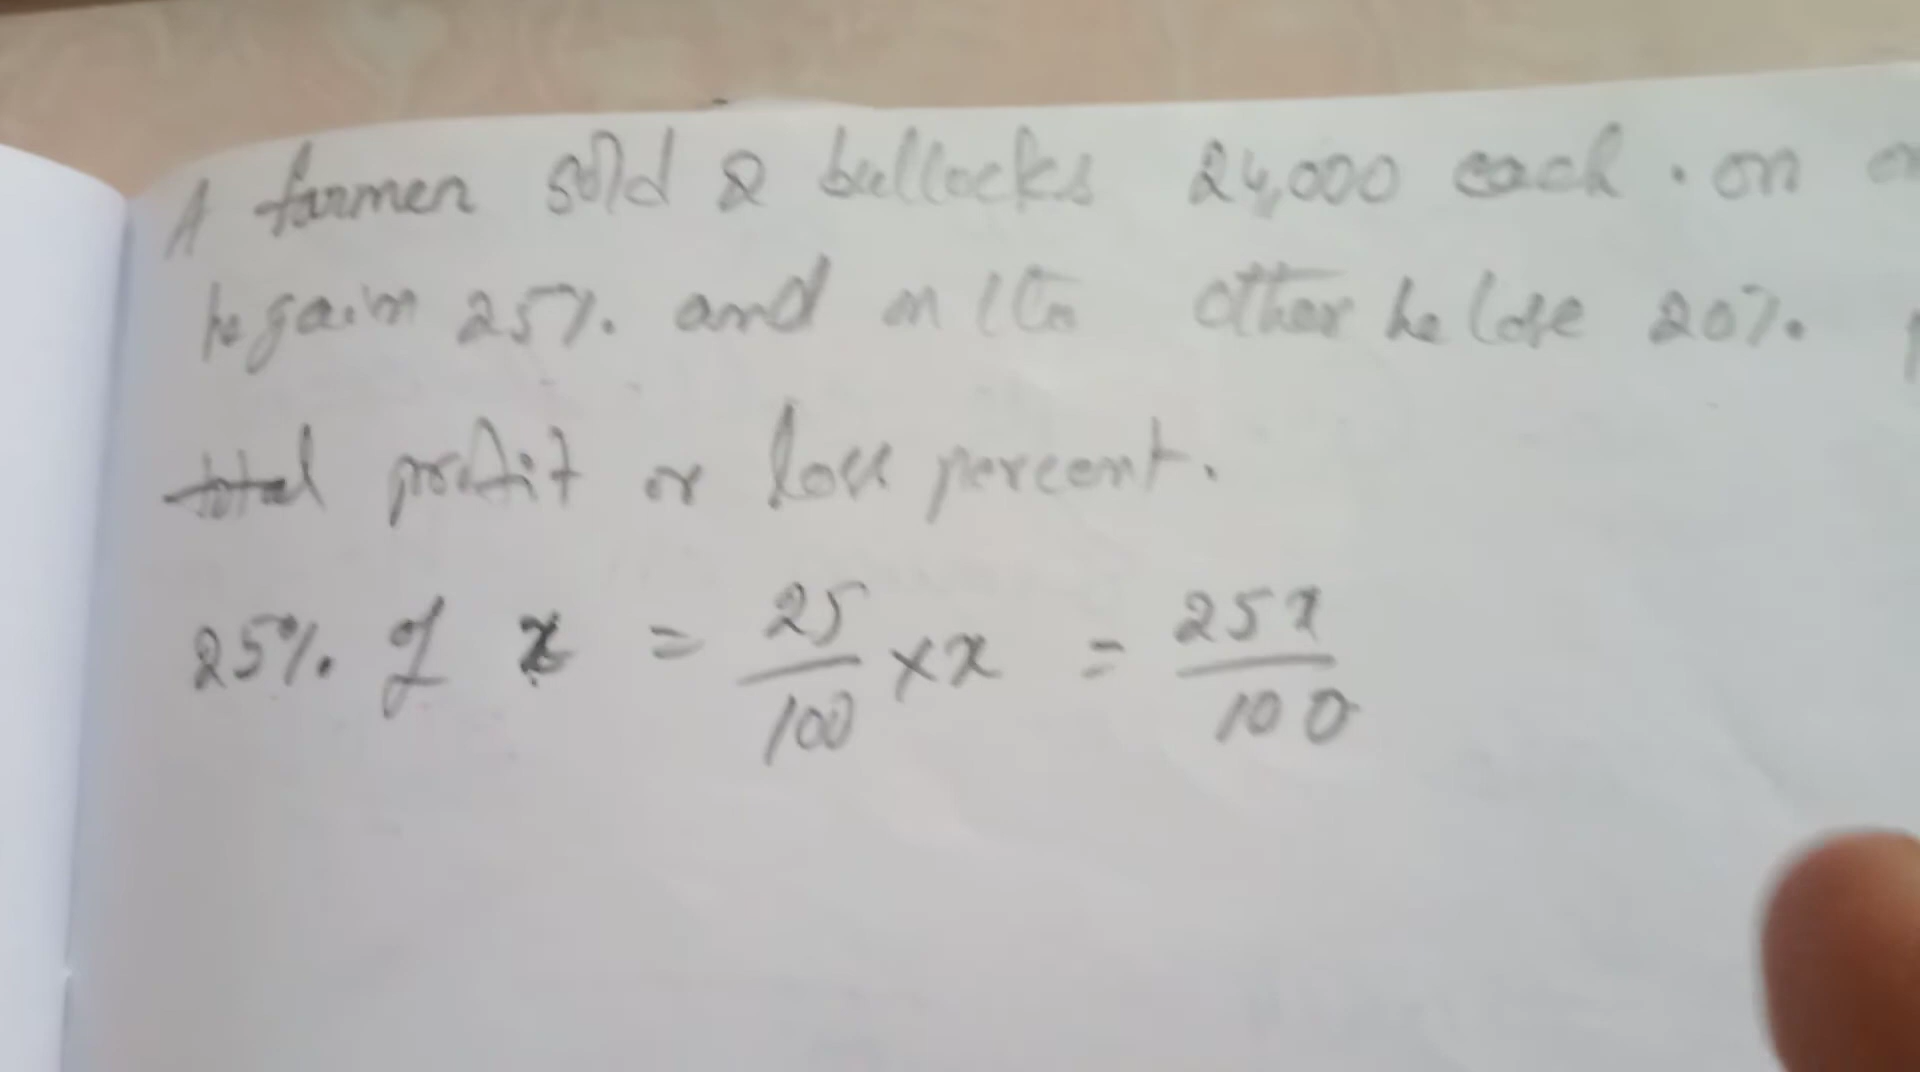 A farmer sold 2 bullocks 24,000 each. on
he gain 25%. and on other he lose 20%.
total profit or loss percent.
25%. of x = 25/100 × x = 25x/100